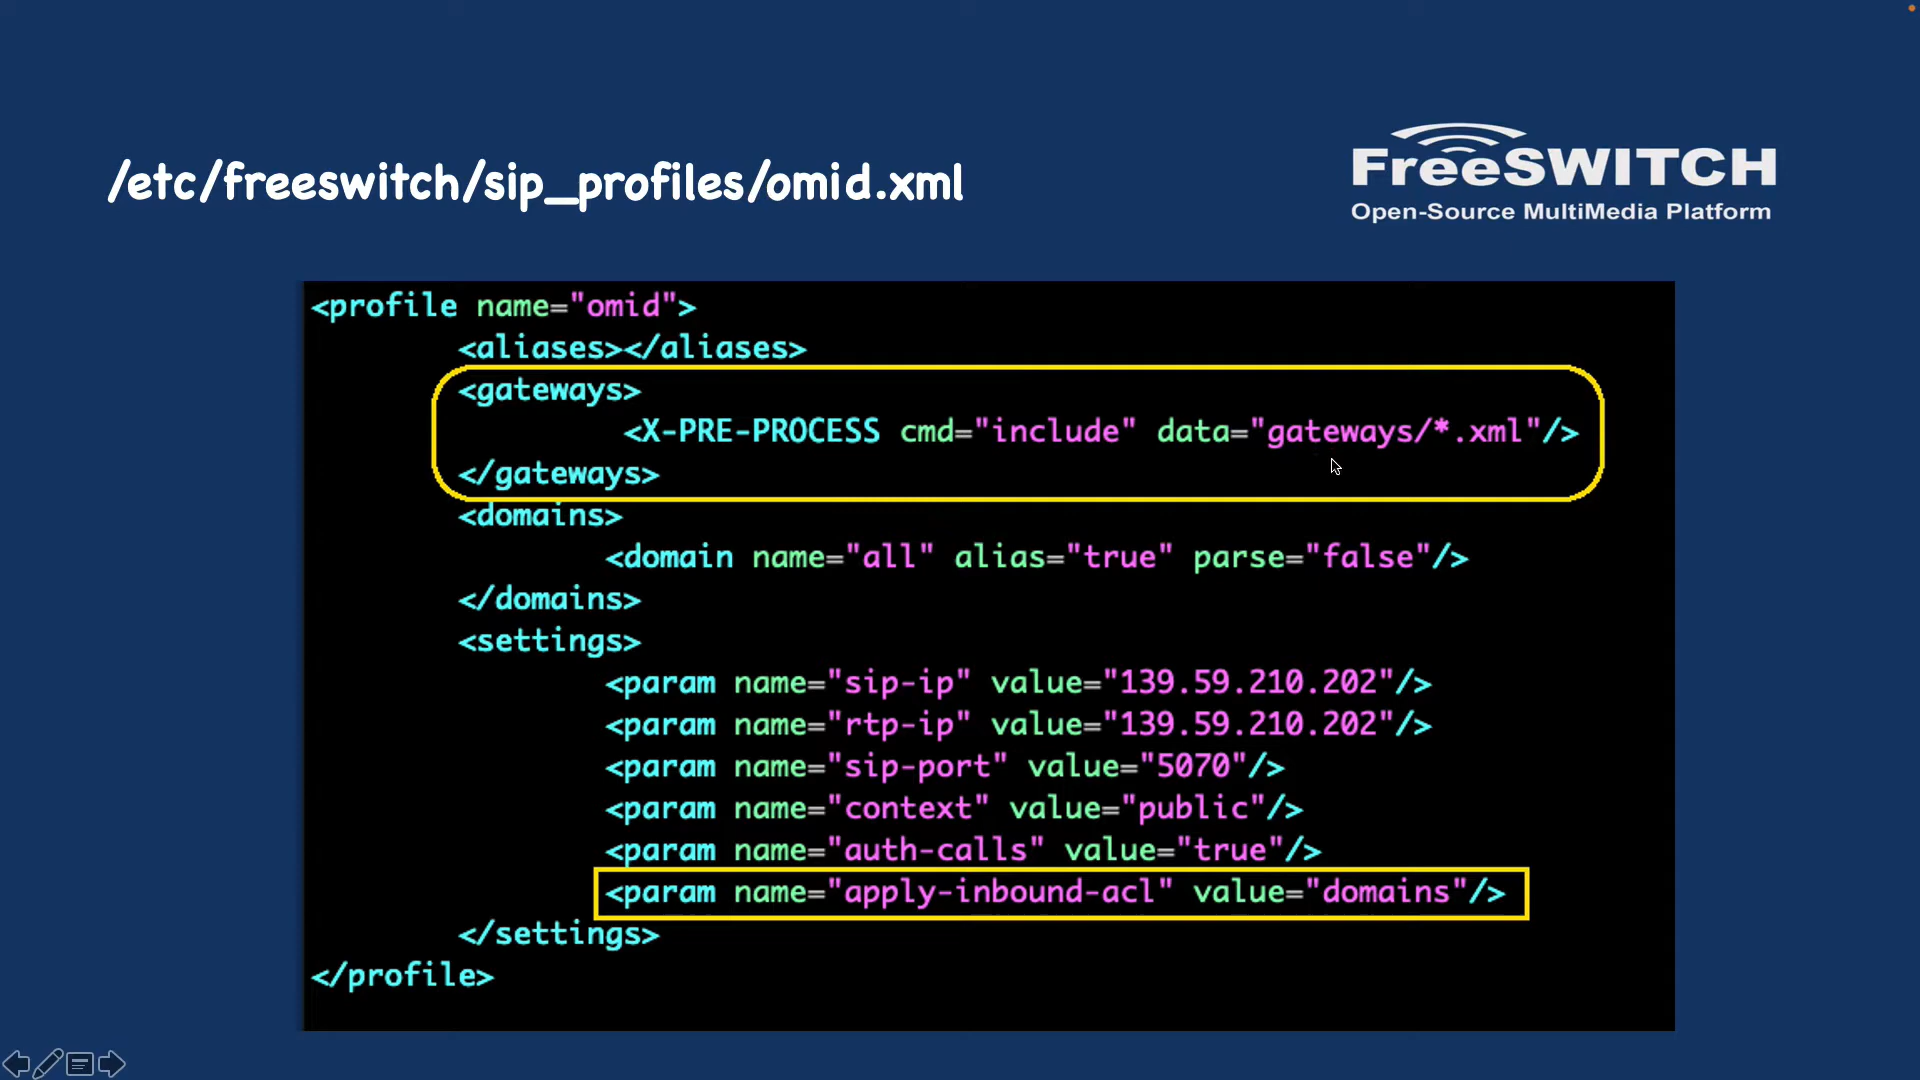 /etc/freeswitch/sip_profiles/omid.xml
FreeSWITCH
Open-Source MultiMedia Platform
<profile name="omid">
<aliases></aliases>
<gateways>
<X-PRE-PROCESS cmd="include" data="gateways/*.xml"/>
</gateways>
<domains>
<domain name="all" alias="true" parse="false"/>
</domains>
<settings>
<param name="sip-ip" value="139.59.210.202"/>
<param name="rtp-ip" value="139.59.210.202"/>
<param name="sip-port" value="5070"/>
<param name="context" value="public"/>
<param name="auth-calls" value="true"/>
<param name="apply-inbound-acl" value="domains"/>
</settings>
</profile>